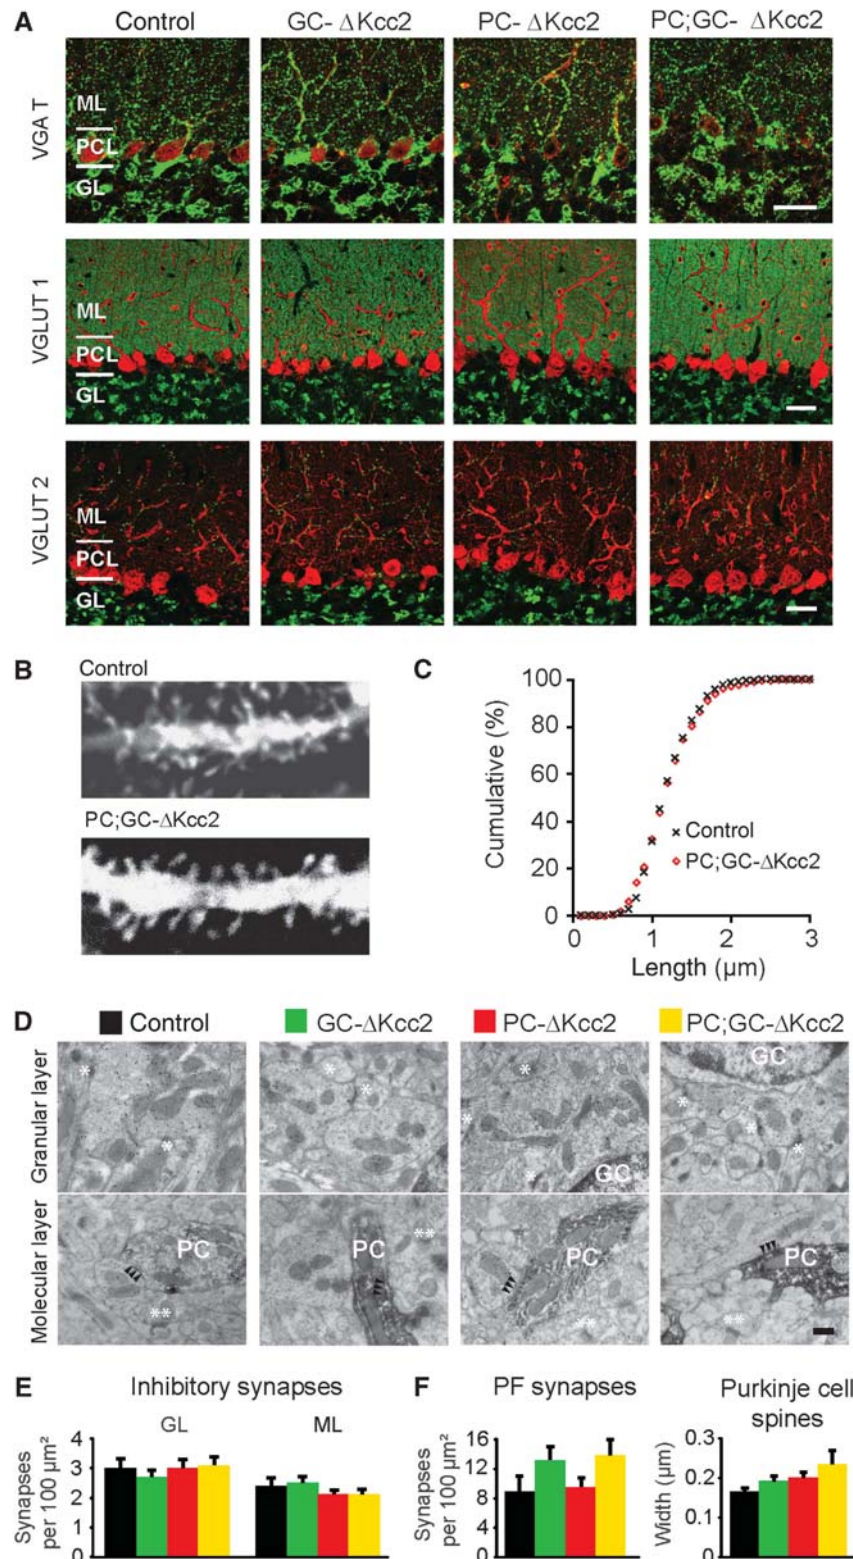 A
Control
GC- ΔKcc2
PC-ΔKcc2
PC;GC- ΔKcc2
VGA T
ML
PCL
GL
VGLUT 1
ML
PCL
GL
VGLUT 2
ML
PCL
GL
B
Control
PC;GC-ΔKcc2
C
Cumulative (%)
100
80
60
40
20
0
0
1
2
3
Length (µm)
Control
PC;GC-ΔKcc2
D
Control
GC-ΔKcc2
PC-ΔKcc2
PC;GC-ΔKcc2
Granular layer
*
*
*
*
*
*
*
GC
GC
*
*
*
Molecular layer
PC
**
PC
**
PC
**
PC
**
E
Inhibitory synapses
GL
ML
Synapses
per 100 µm²
4
3
2
1
0
F
PF synapses
Synapses
per 100 µm²
16
12
8
4
0
Purkinje cell
spines
Width (µm)
0.3
0.2
0.1
0